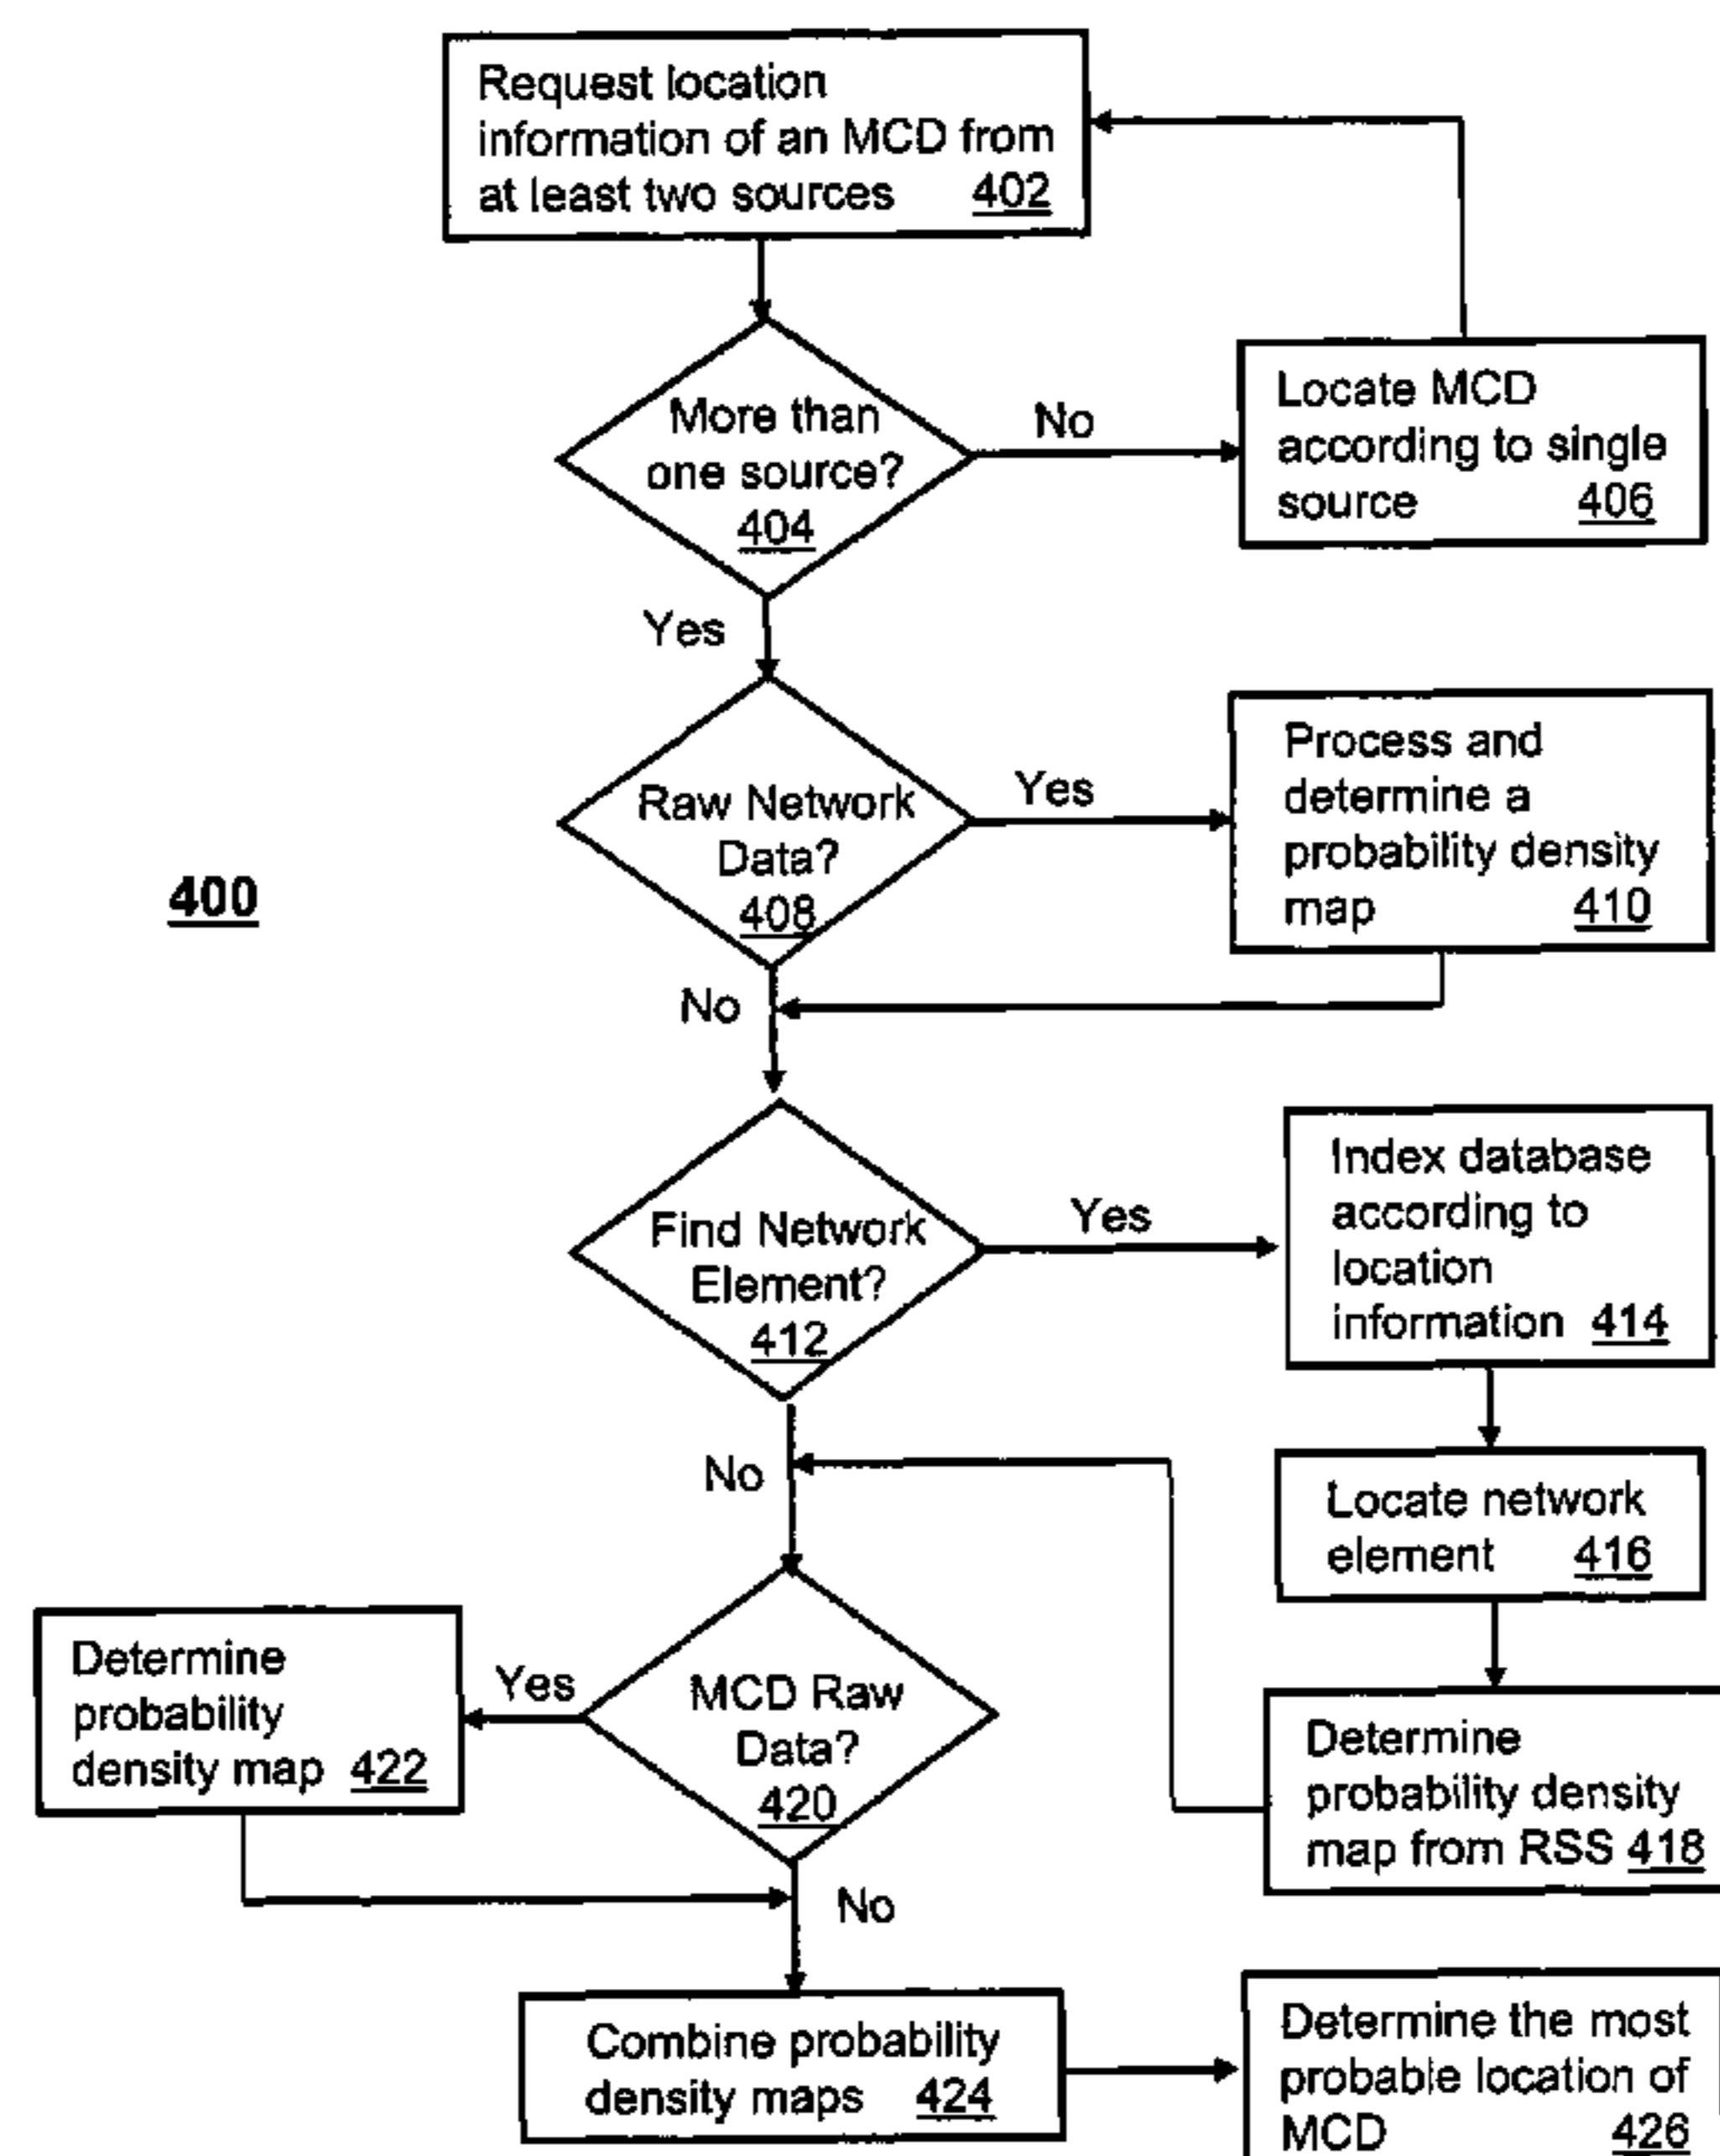 Request location
information of an MCD from
at least two sources 402
More than
one source?
404
No
Locate MCD
according to single
source 406
Yes
Raw Network
Data?
408
Yes
Process and
determine a
probability density
map 410
400
No
Find Network
Element?
412
Yes
Index database
according to
location
information 414
No
Locate network
element 416
Determine
probability
density map 422
Yes
MCD Raw
Data?
420
Determine
probability density
map from RSS 418
No
Combine probability
density maps 424
Determine the most
probable location of
MCD 426